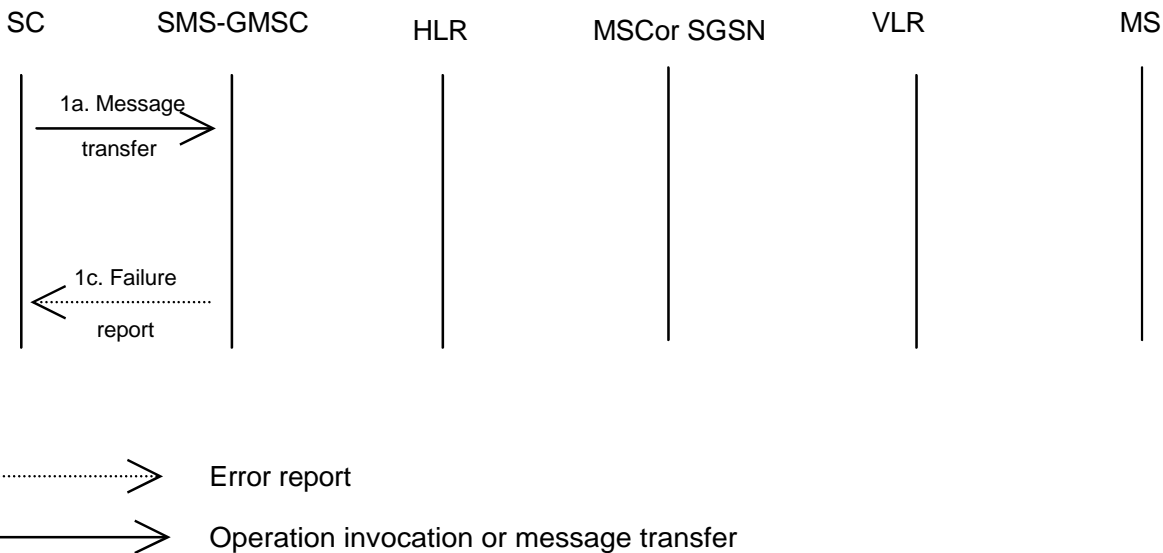 SC SMS-GMSC HLR MSCor SGSN VLR MS
1a. Message
transfer
1c. Failure
report
Error report
Operation invocation or message transfer